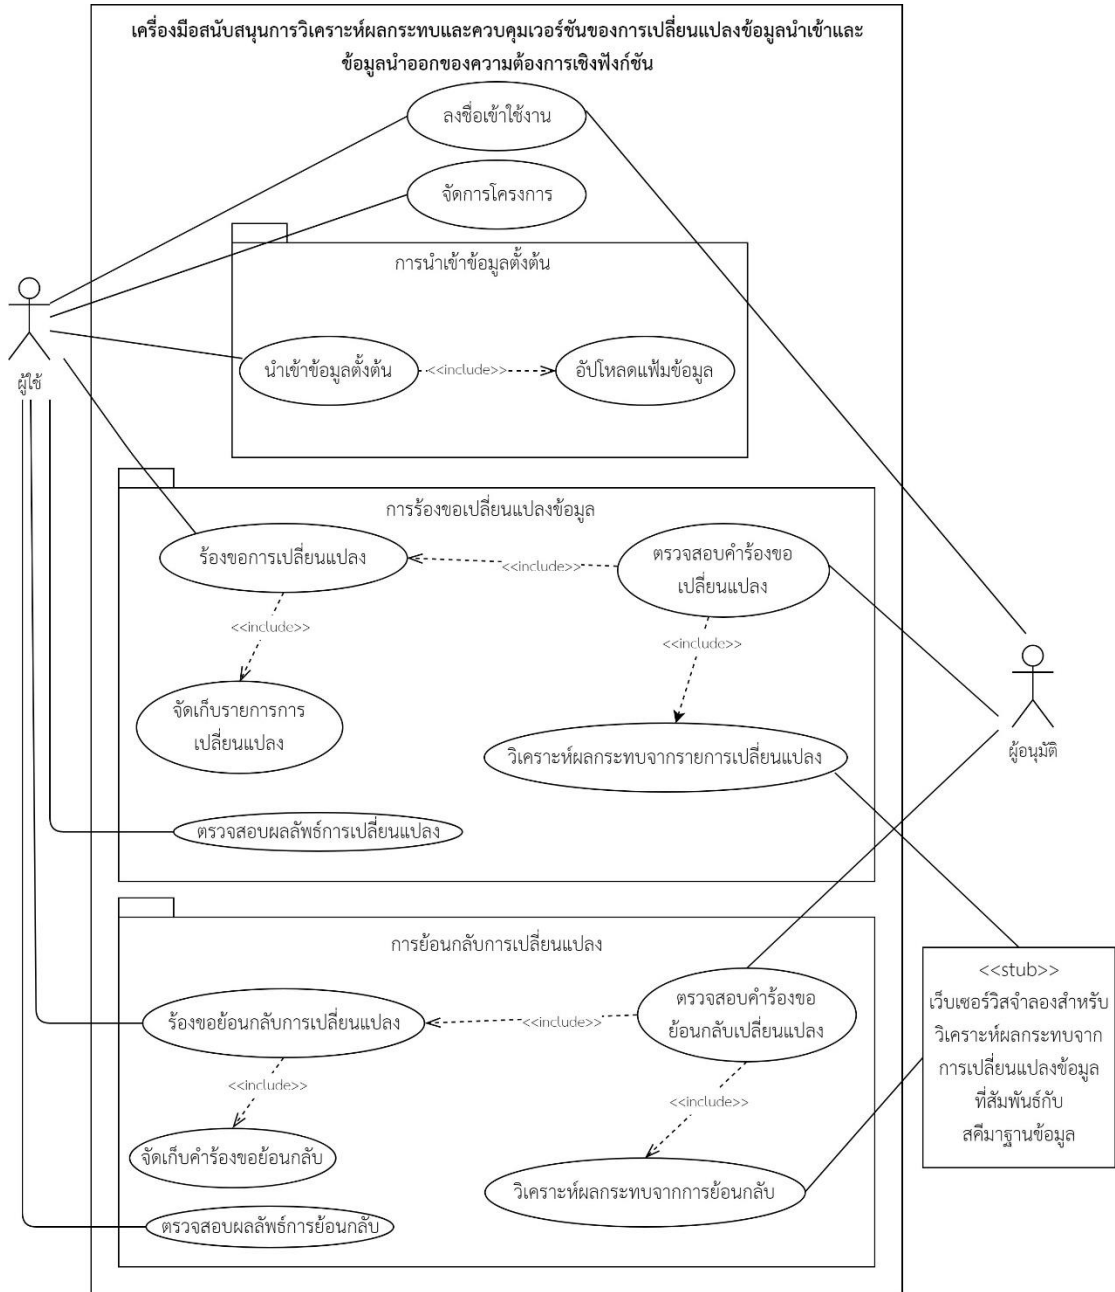 เครื่องมือสนับสนุนการวิเคราะห์ผลกระทบและควบคุมเวอร์ชันของการเปลี่ยนแปลงข้อมูลนำเข้าและ
ข้อมูลนำออกของความต้องการเชิงฟังก์ชัน
ลงชื่อเข้าใช้งาน
จัดการโครงการ
การนำเข้าข้อมูลตั้งต้น
ผู้ใช้
นำเข้าข้อมูลตั้งต้น
<<include>>
อัปโหลดแฟ้มข้อมูล
การร้องขอเปลี่ยนแปลงข้อมูล
ร้องขอการเปลี่ยนแปลง
<<include>>
ตรวจสอบคำร้องขอ
เปลี่ยนแปลง
<<include>>
<<include>>
จัดเก็บรายการการ
เปลี่ยนแปลง
วิเคราะห์ผลกระทบจากรายการเปลี่ยนแปลง
ผู้อนุมัติ
ตรวจสอบผลลัพธ์การเปลี่ยนแปลง
การย้อนกลับการเปลี่ยนแปลง
ร้องขอย้อนกลับการเปลี่ยนแปลง
<<include>>
ตรวจสอบคำร้องขอ
ย้อนกลับเปลี่ยนแปลง
<<include>>
<<include>>
จัดเก็บคำร้องขอย้อนกลับ
วิเคราะห์ผลกระทบจากการย้อนกลับ
ตรวจสอบผลลัพธ์การย้อนกลับ
<<stub>>
เว็บเซอร์วิสจำลองสำหรับ
วิเคราะห์ผลกระทบจาก
การเปลี่ยนแปลงข้อมูล
ที่สัมพันธ์กับ
สคีมาฐานข้อมูล